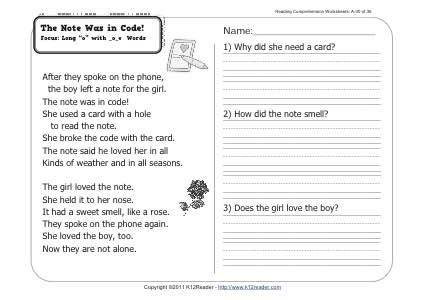 Reading Comprehension Worksheets: A-00 of 36
The Note Was in Code!
Focus: Long "o" with _o_e Words
Name:
After they spoke on the phone,
the boy left a note for the girl.
The note was in code!
She used a card with a hole
to read the note.
She broke the code with the card.
The note said he loved her in all
Kinds of weather and in all seasons.
The girl loved the note.
She held it to her nose.
It had a sweet smell, like a rose.
They spoke on the phone again.
She loved the boy, too.
Now they are not alone.
1) Why did she need a card?
2) How did the note smell?
3) Does the girl love the boy?
Copyright ©2011 K12Reader - http://www.k12reader.com